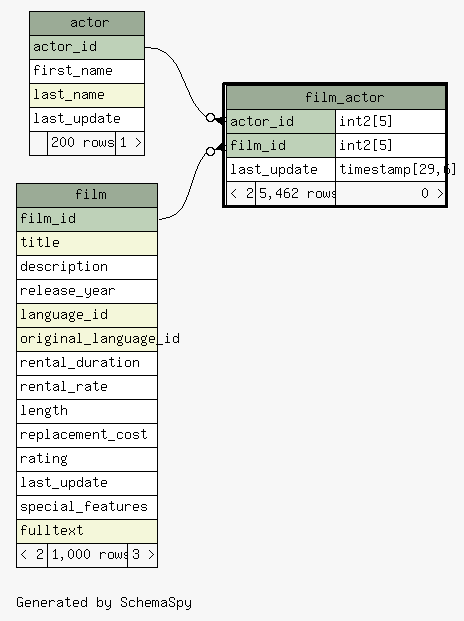 actor
actor_id
first_name
last_name
last_update
200 rows 1 >
film_actor
actor_id int2[5]
film_id int2[5]
last_update timestamp[29,6]
< 2 5,462 rows 0 >
film
film_id
title
description
release_year
language_id
original_language_id
rental_duration
rental_rate
length
replacement_cost
rating
last_update
special_features
fulltext
< 2 1,000 rows 3 >
Generated by SchemaSpy